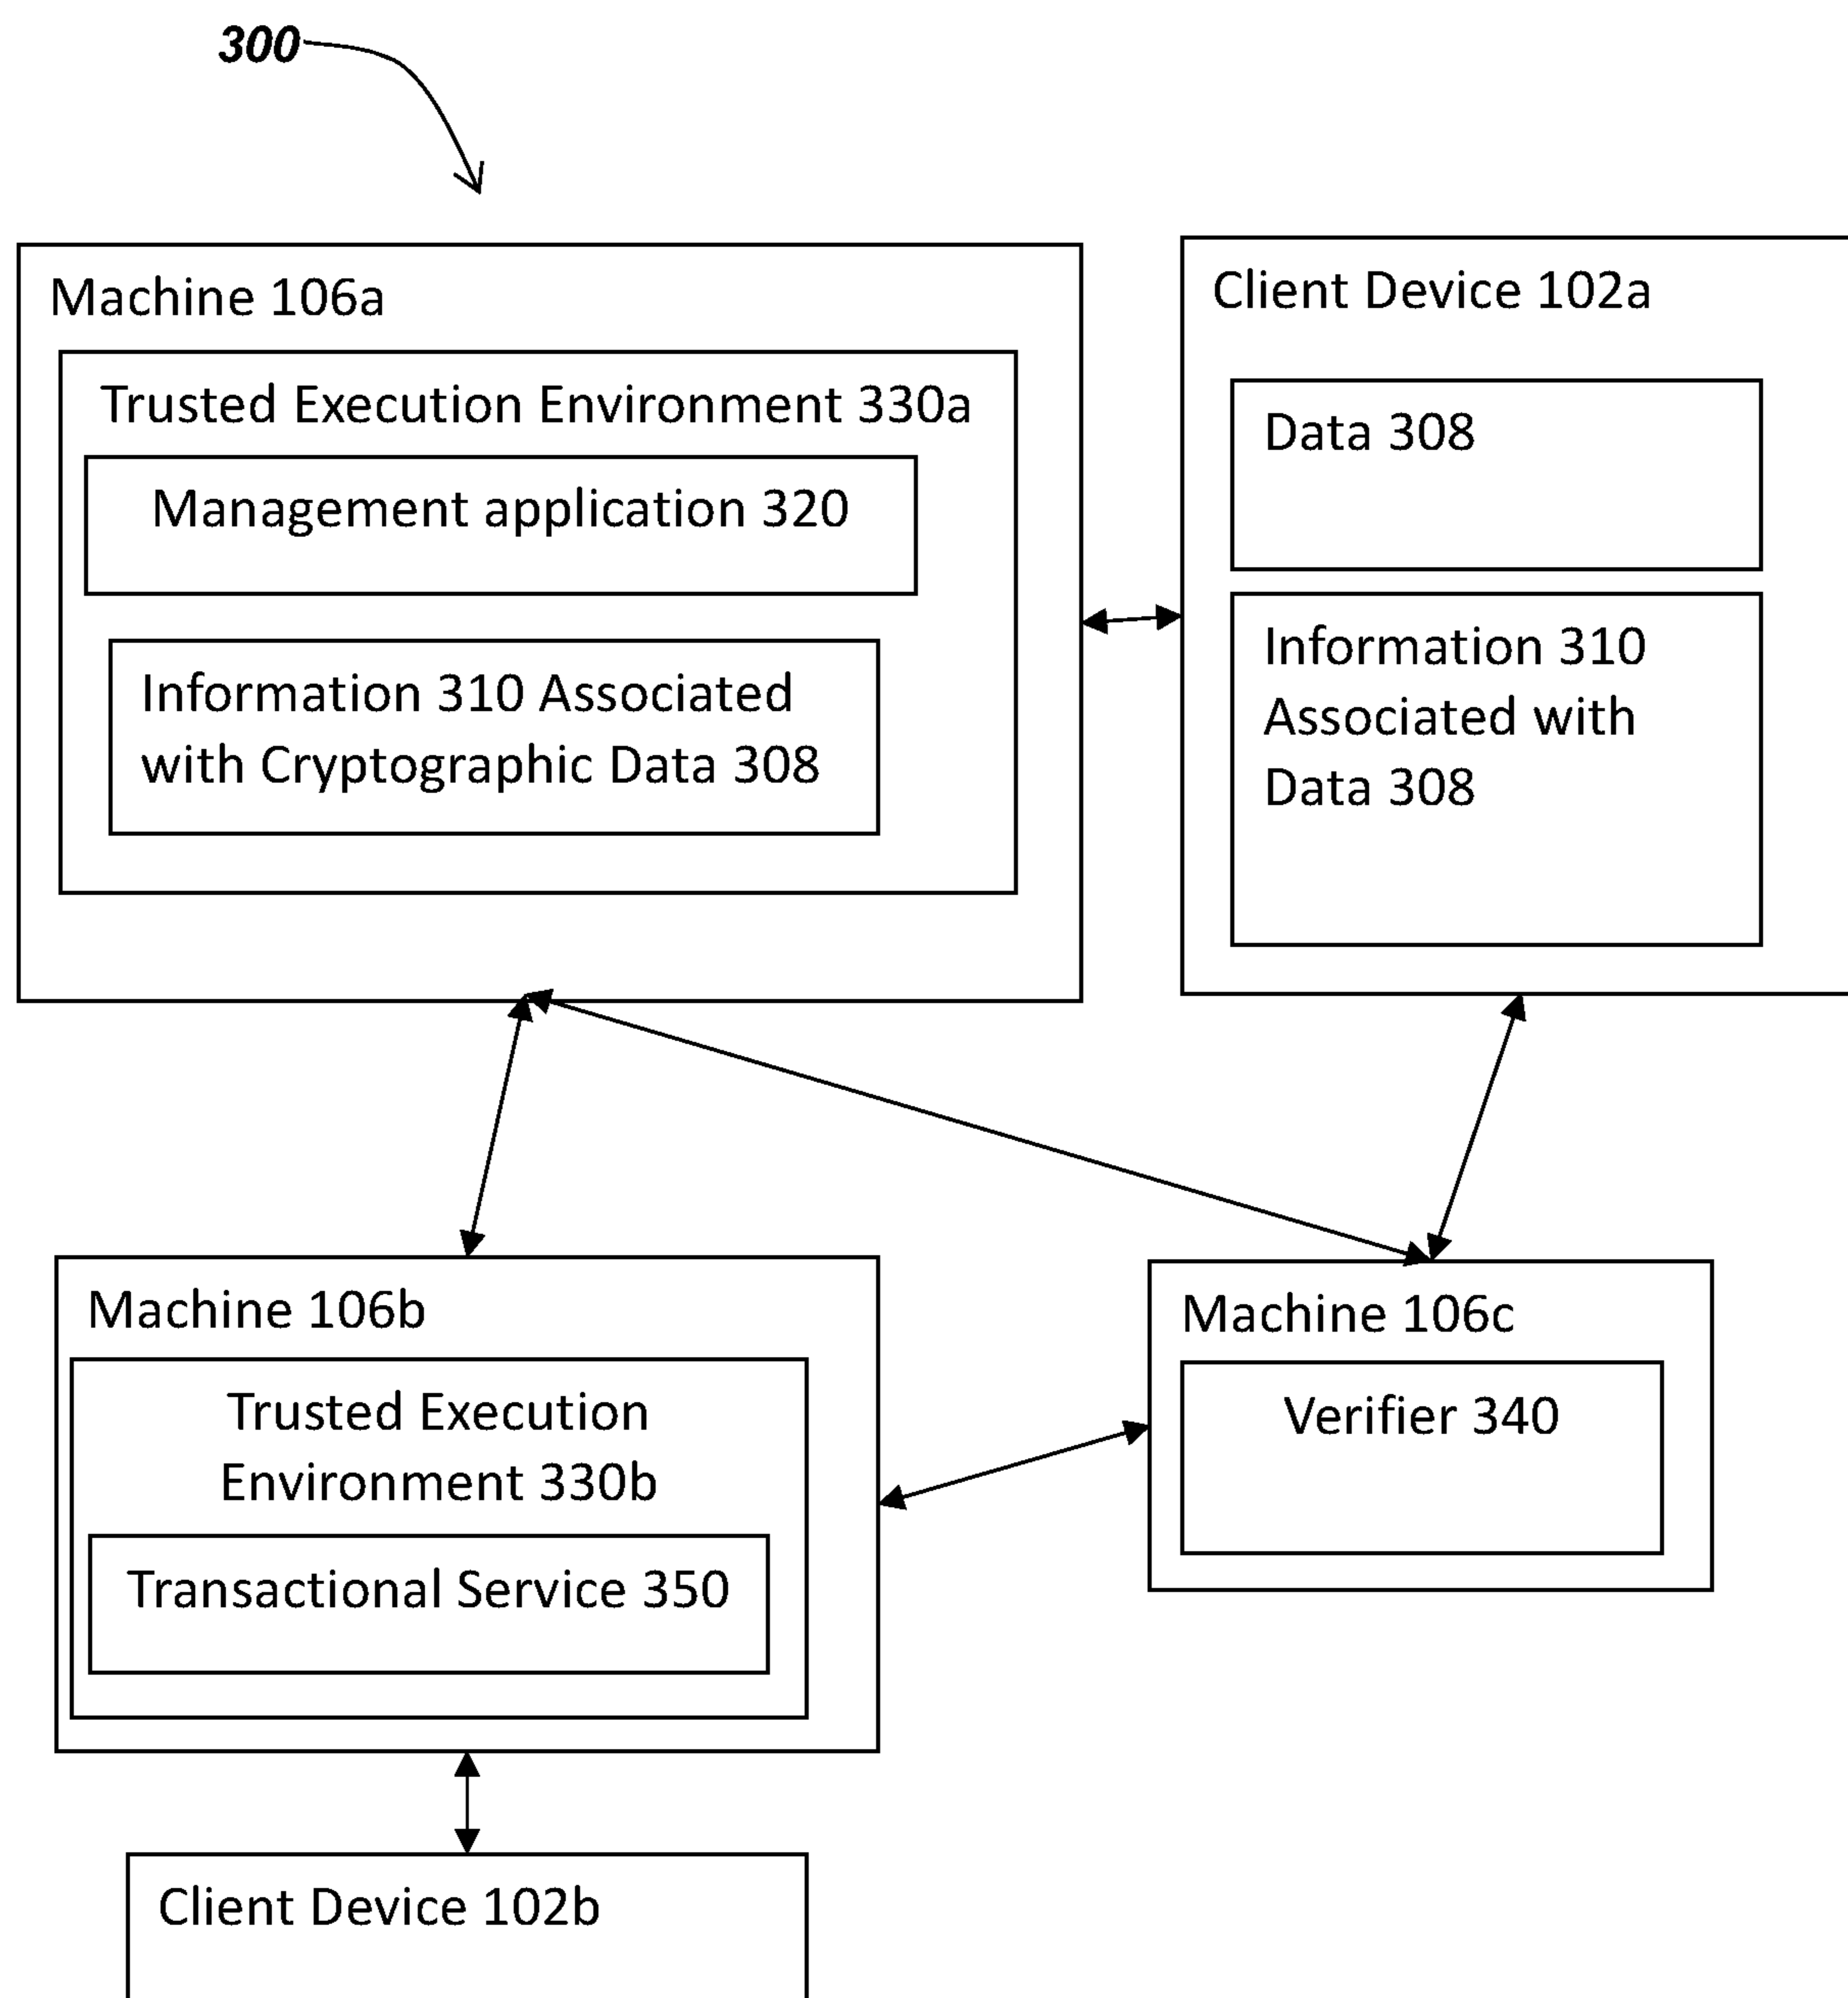 300
Machine 106a
Trusted Execution Environment 330a
Management application 320
Information 310 Associated
with Cryptographic Data 308
Client Device 102a
Data 308
Information 310
Associated with
Data 308
Machine 106b
Trusted Execution
Environment 330b
Transactional Service 350
Machine 106c
Verifier 340
Client Device 102b